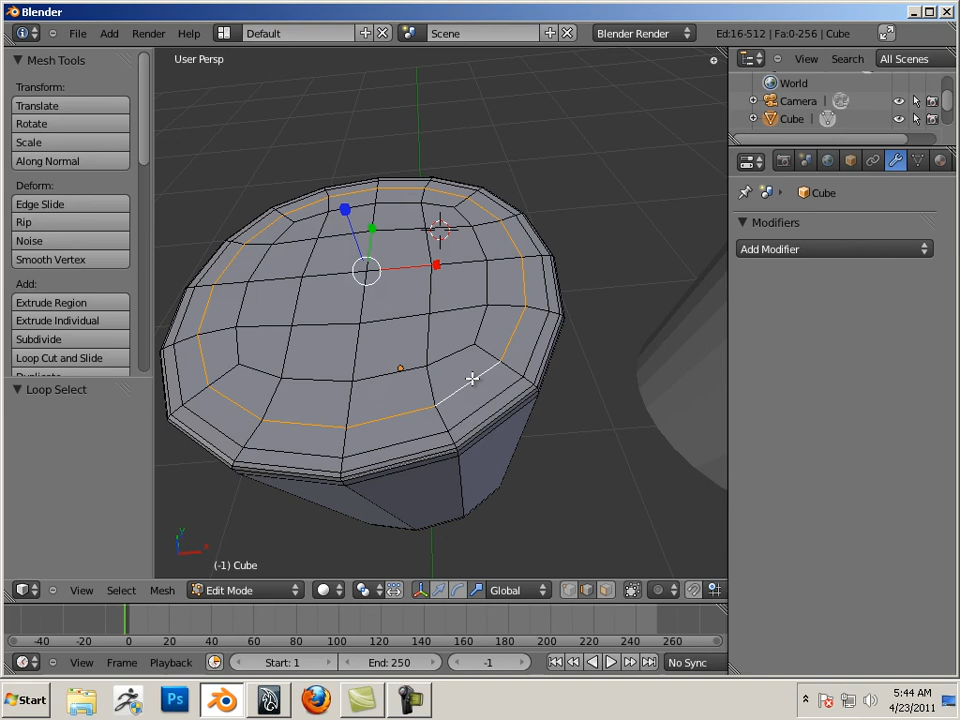 Blender
File Add Render Help Default Scene Blender Render Ed:16-512 | Fa:0-256 | Cube
Mesh Tools
Transform:
Translate
Rotate
Scale
Along Normal
Deform:
Edge Slide
Rip
Noise
Smooth Vertex
Add:
Extrude Region
Extrude Individual
Subdivide
Loop Cut and Slide
Duplicate
Loop Select
User Persp
(-1) Cube
View Search All Scenes
World
Camera
Cube
Cube
Modifiers
Add Modifier
View Select Mesh Edit Mode Global
-40 -20 0 20 40 60 80 100 120 140 160 180 200 220 240 260
View Frame Playback Start: 1 End: 250 -1 No Sync
Start Ps 5:44 AM
4/23/2011